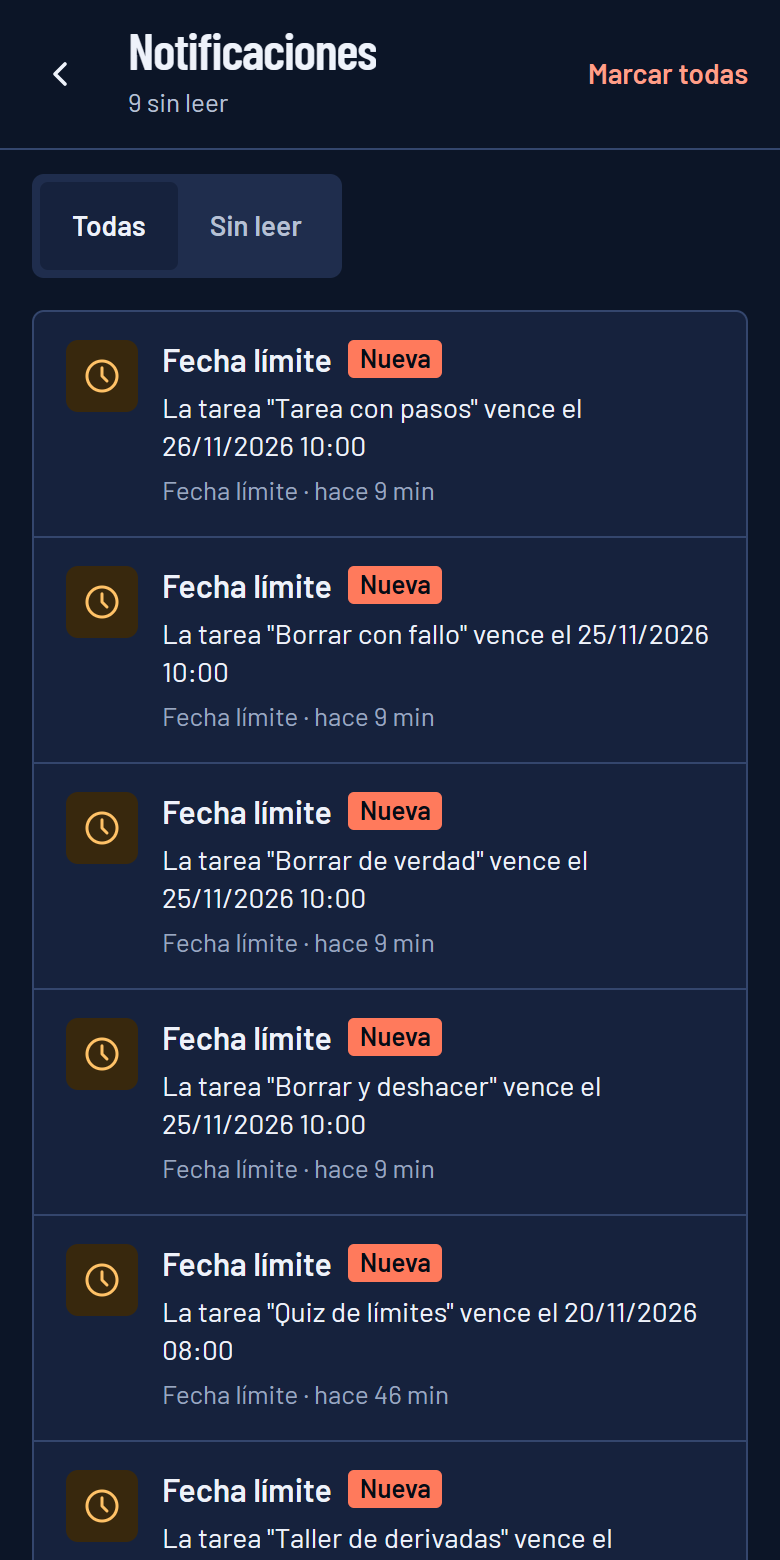 Notificaciones
9 sin leer
Marcar todas
Todas
Sin leer
Fecha límite Nueva
La tarea "Tarea con pasos" vence el
26/11/2026 10:00
Fecha límite · hace 9 min
Fecha límite Nueva
La tarea "Borrar con fallo" vence el 25/11/2026
10:00
Fecha límite · hace 9 min
Fecha límite Nueva
La tarea "Borrar de verdad" vence el
25/11/2026 10:00
Fecha límite · hace 9 min
Fecha límite Nueva
La tarea "Borrar y deshacer" vence el
25/11/2026 10:00
Fecha límite · hace 9 min
Fecha límite Nueva
La tarea "Quiz de límites" vence el 20/11/2026
08:00
Fecha límite · hace 46 min
Fecha límite Nueva
La tarea "Taller de derivadas" vence el